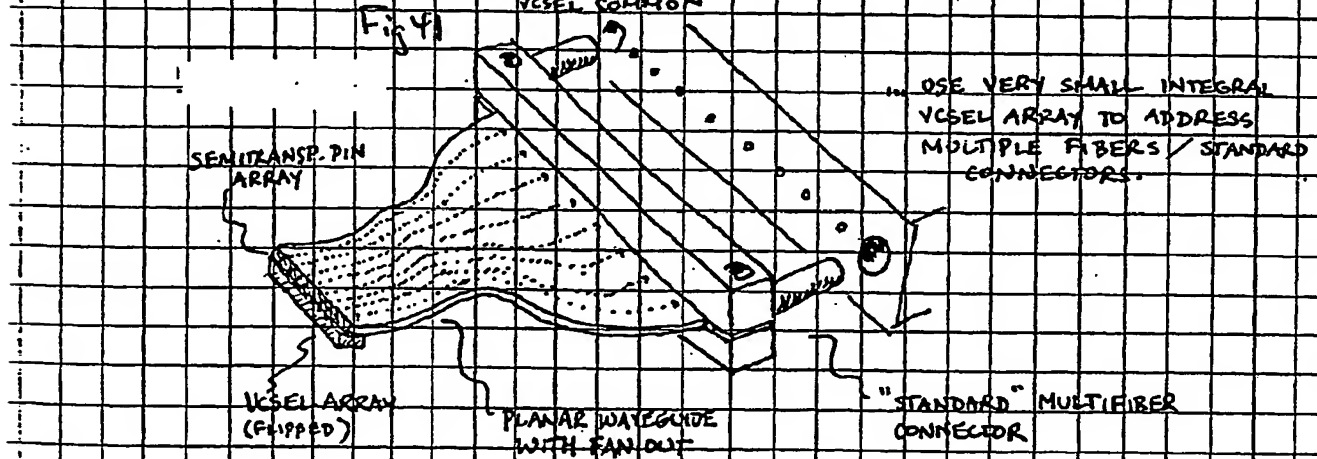 VCSEL COMMON
Fig 4)
... USE VERY SMALL INTEGRAL
VCSEL ARRAY TO ADDRESS
MULTIPLE FIBERS / STANDARD
CONNECTORS.
SEMITRANSP. PIN
ARRAY
VCSEL ARRAY
(FLIPPED)
PLANAR WAVEGUIDE
WITH FAN OUT
"STANDARD" MULTIFIBER
CONNECTOR